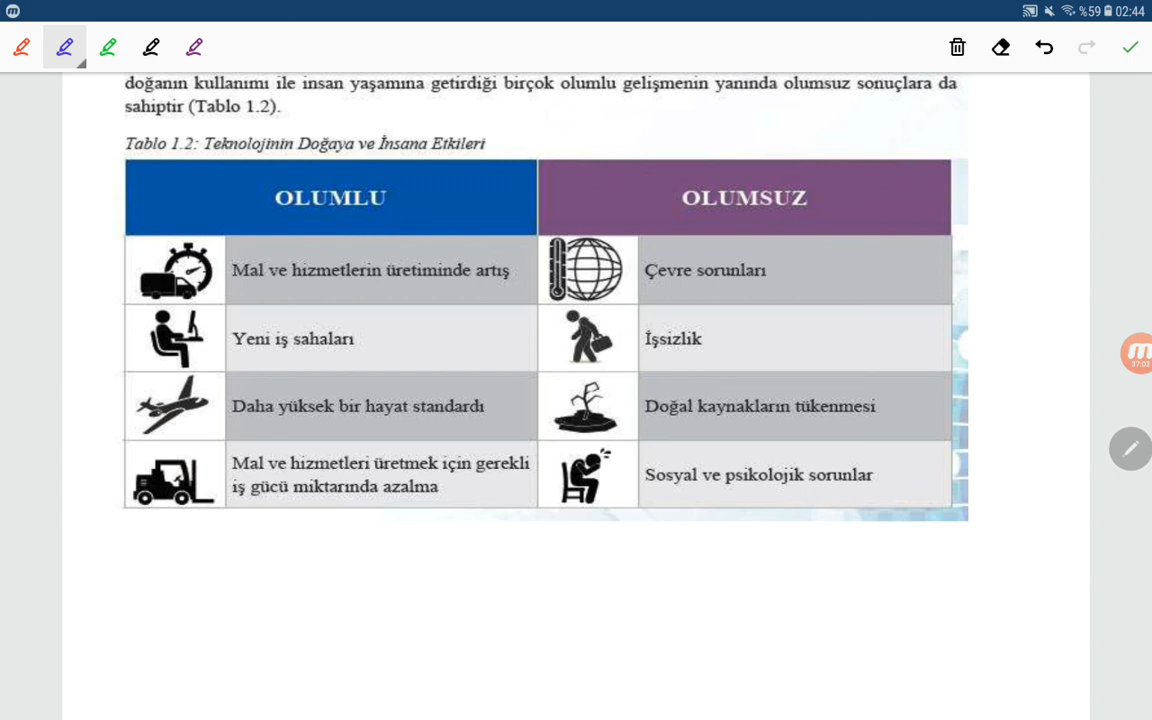 %59 02:44
doğanın kullanımı ile insan yaşamına getirdiği birçok olumlu gelişmenin yanında olumsuz sonuçlara da
sahiptir (Tablo 1.2).
Tablo 1.2: Teknolojinin Doğaya ve İnsana Etkileri
OLUMLU
OLUMSUZ
Mal ve hizmetlerin üretiminde artış
Çevre sorunları
Yeni iş sahaları
İşsizlik
Daha yüksek bir hayat standardı
Doğal kaynakların tükenmesi
Mal ve hizmetleri üretmek için gerekli
iş gücü miktarında azalma
Sosyal ve psikolojik sorunlar